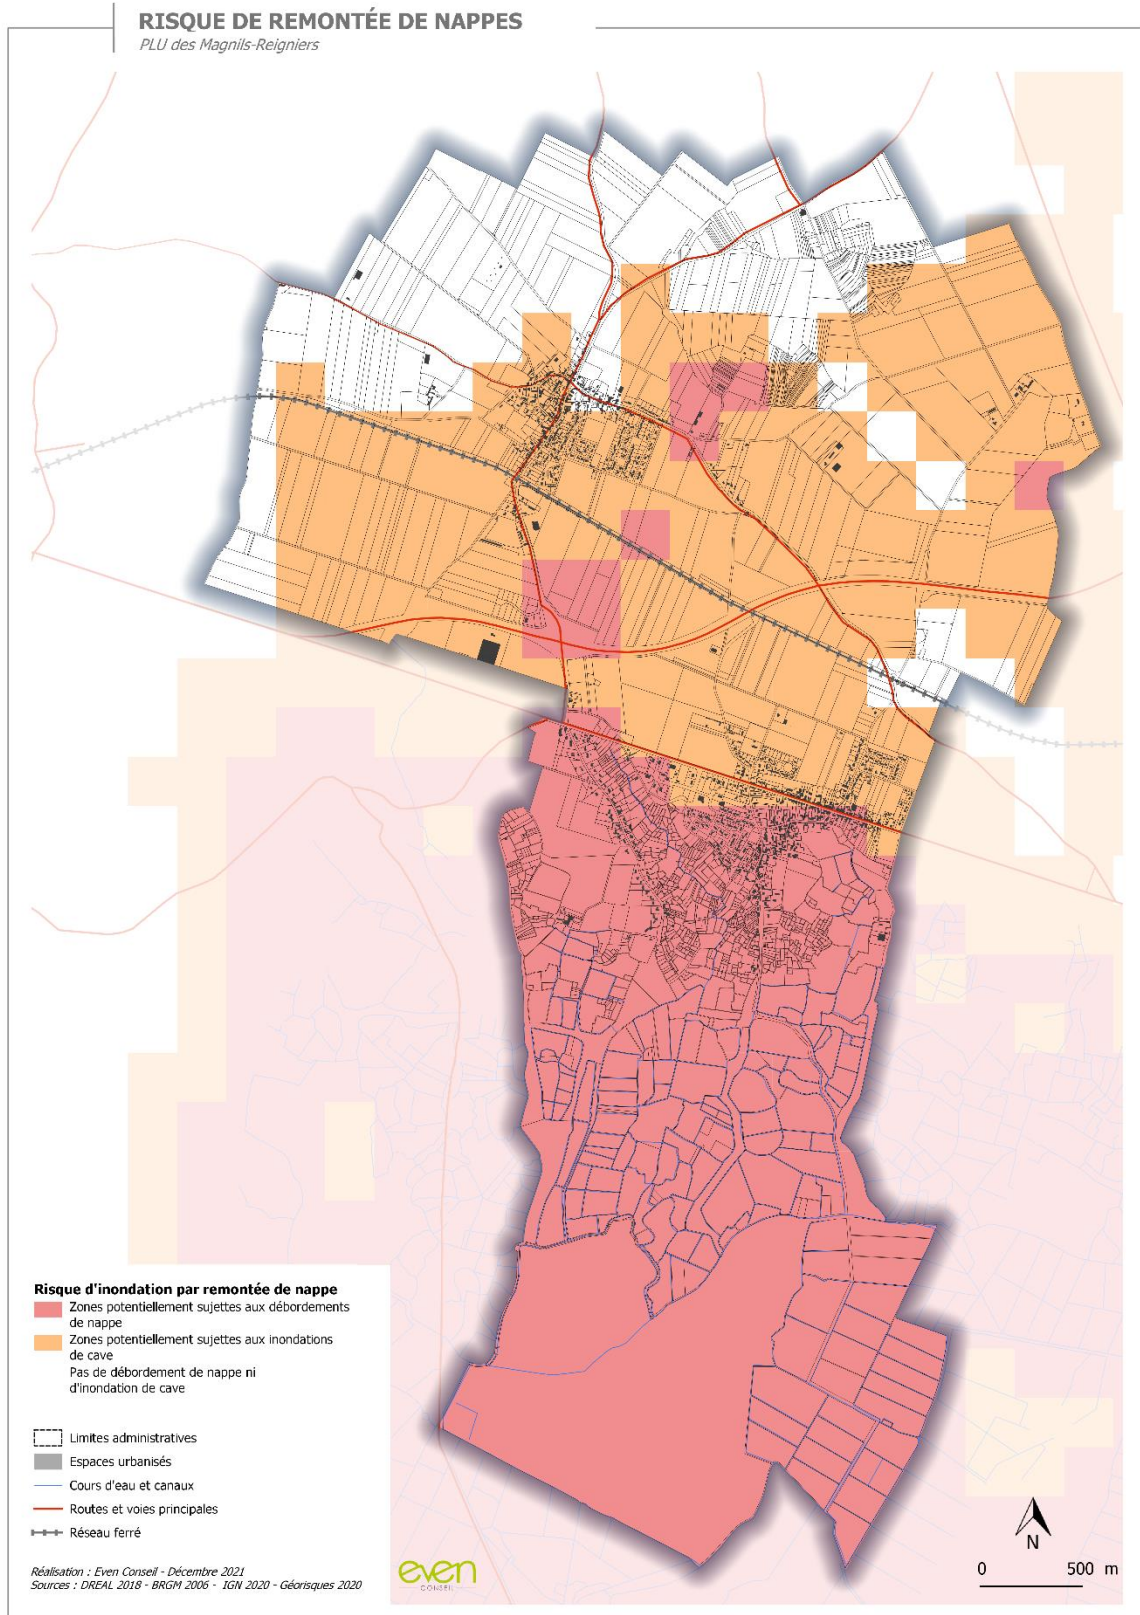 RISQUE DE REMONTÉE DE NAPPES
PLU des Magnils-Reigniers
Risque d'inondation par remontée de nappe
Zones potentiellement sujettes aux débordements
de nappe
Zones potentiellement sujettes aux inondations
de cave
Pas de débordement de nappe ni
d'inondation de cave
Limites administratives
Espaces urbanisés
Cours d'eau et canaux
Routes et voies principales
Réseau ferré
Réalisation : Even Conseil - Décembre 2021
Sources : DREAL 2018 - BRGM 2006 - IGN 2020 - Géorisques 2020
even
CONSEIL
N
0 500 m